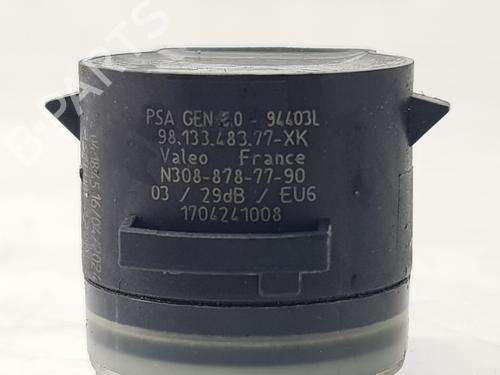 PSA GEN 5.0 - 94403L
98.133.483.77-XK
Valeo France
N308-878-77-90
03 / 29dB / EU6
1704241008
B-PARTS